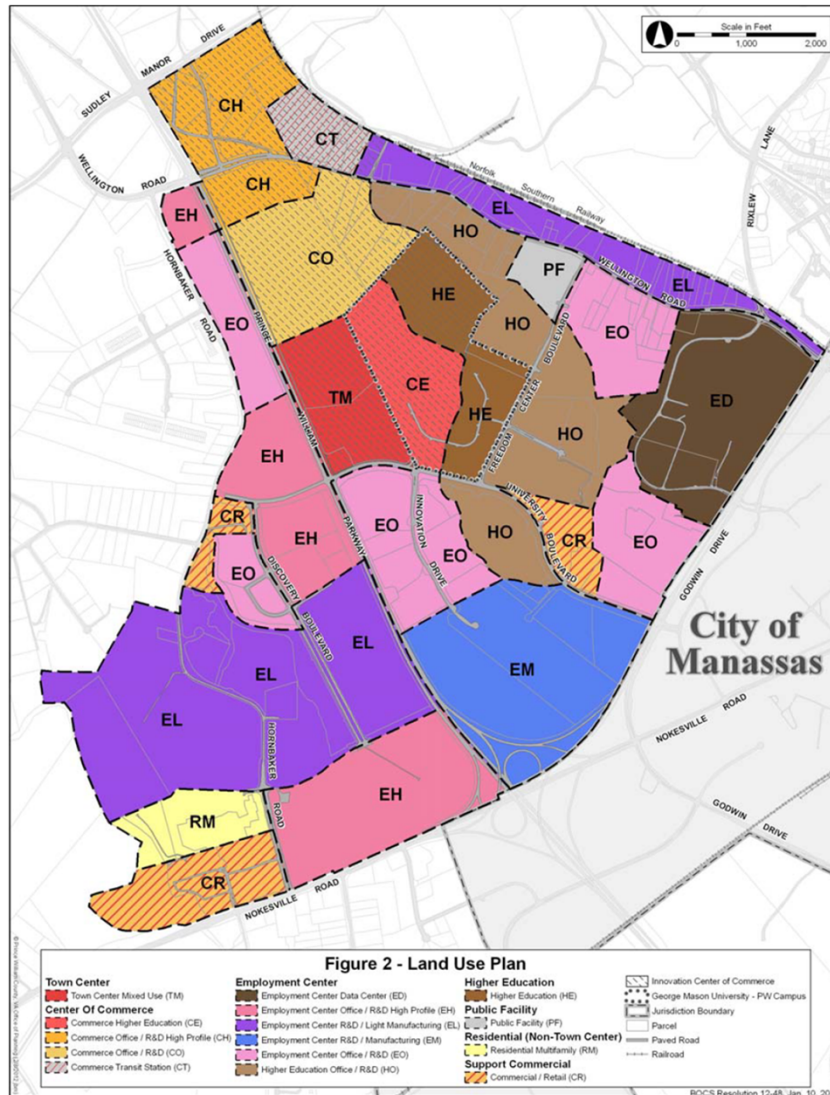 Scale in Feet
0 1,000 2,000
SUDLEY MANOR DRIVE
CH
CT
WELLINGTON ROAD
CH
EH
Norfolk Southern Railway
EL
RIXLEW LANE
HO
CO
PF
WELLINGTON ROAD
EL
HORNBAKER ROAD
EO
PRINCE
HE
HO
EO
BOULEVARD
TM
CE
HE
CENTER
ED
WILLIAM
FREEDOM
HO
EH
UNIVERSITY BOULEVARD
CR
EO
INNOVATION DRIVE
EO
HO
CR
EO
EH
PARKWAY
EO
DISCOVERY BOULEVARD
GODWIN DRIVE
City of
Manassas
EL
EL
EM
EL
NOKESVILLE ROAD
HORNBAKER ROAD
EH
RM
GODWIN DRIVE
CR
NOKESVILLE ROAD
Figure 2 - Land Use Plan
Town Center
Town Center Mixed Use (TM)
Center Of Commerce
Commerce Higher Education (CE)
Commerce Office / R&D High Profile (CH)
Commerce Office / R&D (CO)
Commerce Transit Station (CT)
Employment Center
Employment Center Data Center (ED)
Employment Center Office / R&D High Profile (EH)
Employment Center R&D / Light Manufacturing (EL)
Employment Center R&D / Manufacturing (EM)
Employment Center Office / R&D (EO)
Higher Education Office / R&D (HO)
Higher Education
Higher Education (HE)
Public Facility
Public Facility (PF)
Residential (Non-Town Center)
Residential Multifamily (RM)
Support Commercial
Commercial / Retail (CR)
Innovation Center of Commerce
George Mason University - PW Campus
Jurisdiction Boundary
Parcel
Paved Road
Railroad
BOCS Resolution 12-48, Jan. 10, 20